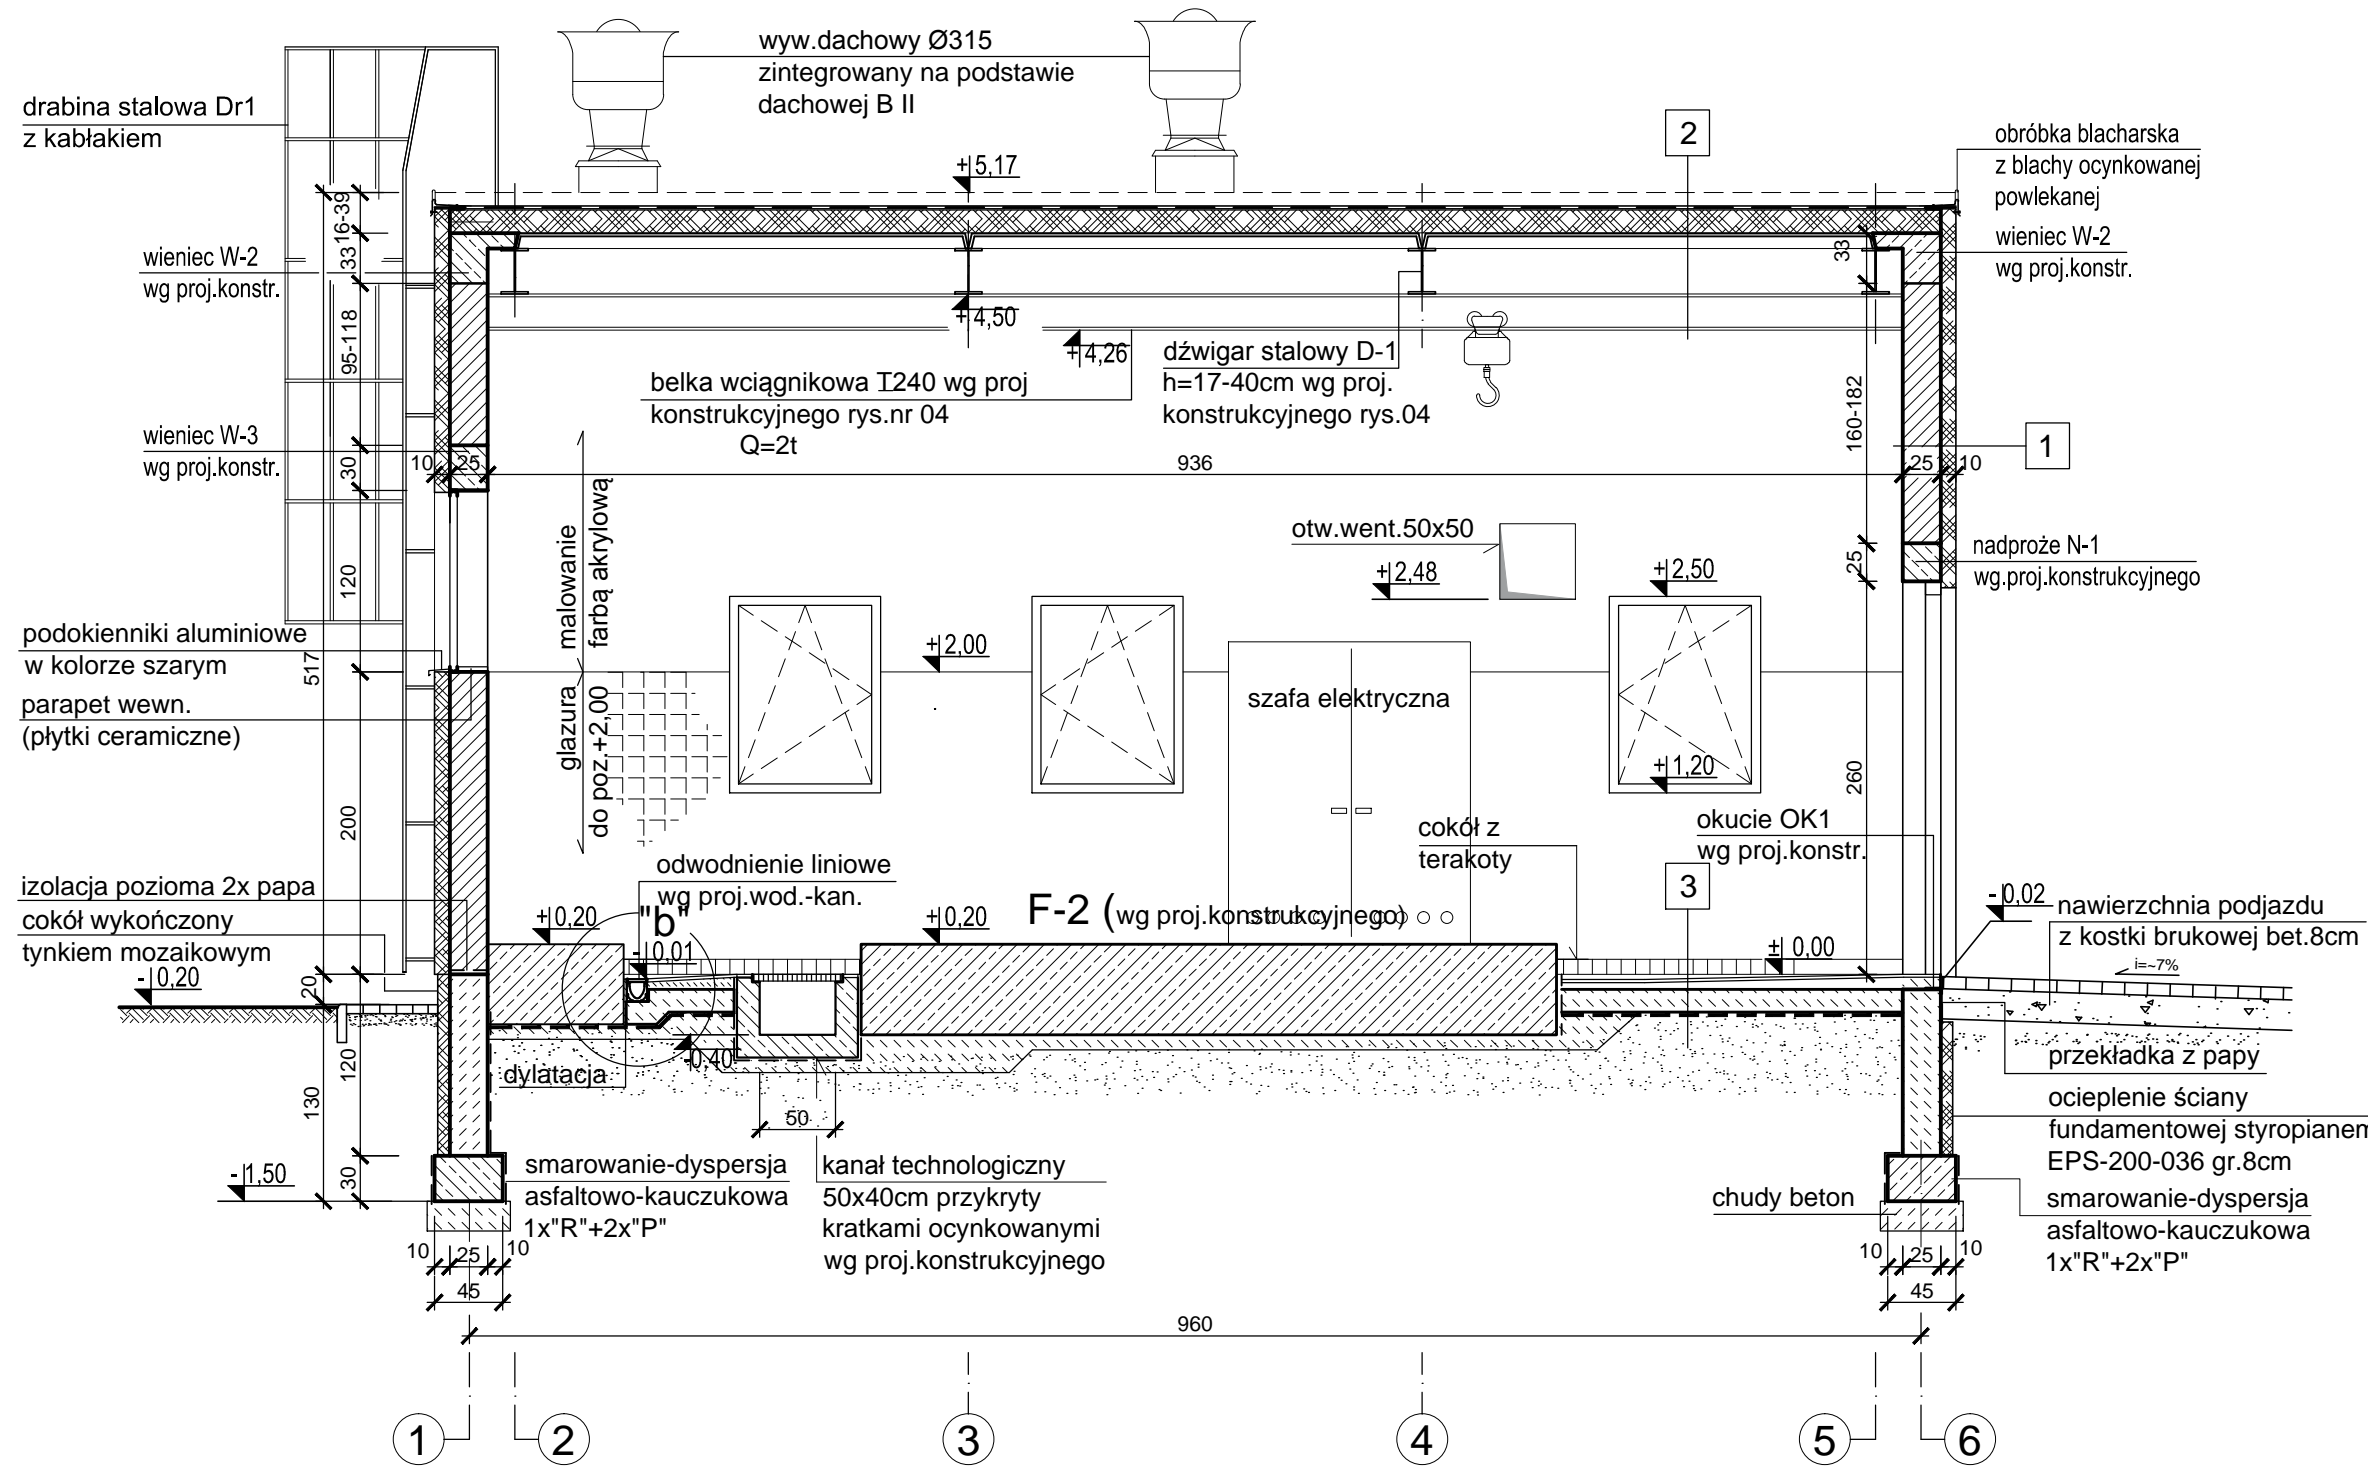 wyw.dachowy Ø315
zintegrowany na podstawie
dachowej B II
drabina stalowa Dr1
z kabłakiem
2
obróbka blacharska
z blachy ocynkowanej
powlekanej
+5,17
16-39
33
wieniec W-2
wg proj.konstr.
33
wieniec W-2
wg proj.konstr.
+4,50
+4,26
95-118
belka wciągnikowa T240 wg proj
konstrukcyjnego rys.nr 04
Q=2t
dźwigar stalowy D-1
h=17-40cm wg proj.
konstrukcyjnego rys.04
160-182
1
wieniec W-3
wg proj.konstr.
30
10
25
936
25
10
malowanie
farbą akrylową
otw.went.50x50
+2,48
+2,50
25
nadproże N-1
wg.proj.konstrukcyjnego
120
podokienniki aluminiowe
w kolorze szarym
517
+2,00
parapet wewn.
(płytki ceramiczne)
glazura
do poz.+2,00
szafa elektryczna
+1,20
260
200
cokół z
terakoty
okucie OK1
wg proj.konstr.
odwodnienie liniowe
wg proj.wod.-kan.
izolacja pozioma 2x papa
cokół wykończony
tynkiem mozaikowym
3
+0,20
"b"
-0,01
+0,20
F-2 (wg proj.konstrukcyjnego)
-0,02
nawierzchnia podjazdu
z kostki brukowej bet.8cm
± 0,00
i=~7%
-0,20
20
-0,40
dylatacja
przekładka z papy
120
130
50
ocieplenie ściany
fundamentowej styropianem
EPS-200-036 gr.8cm
-1,50
30
smarowanie-dyspersja
asfaltowo-kauczukowa
1x"R"+2x"P"
kanał technologiczny
50x40cm przykryty
kratkami ocynkowanymi
wg proj.konstrukcyjnego
chudy beton
smarowanie-dyspersja
asfaltowo-kauczukowa
1x"R"+2x"P"
10
25
10
45
10
25
10
45
960
1
2
3
4
5
6